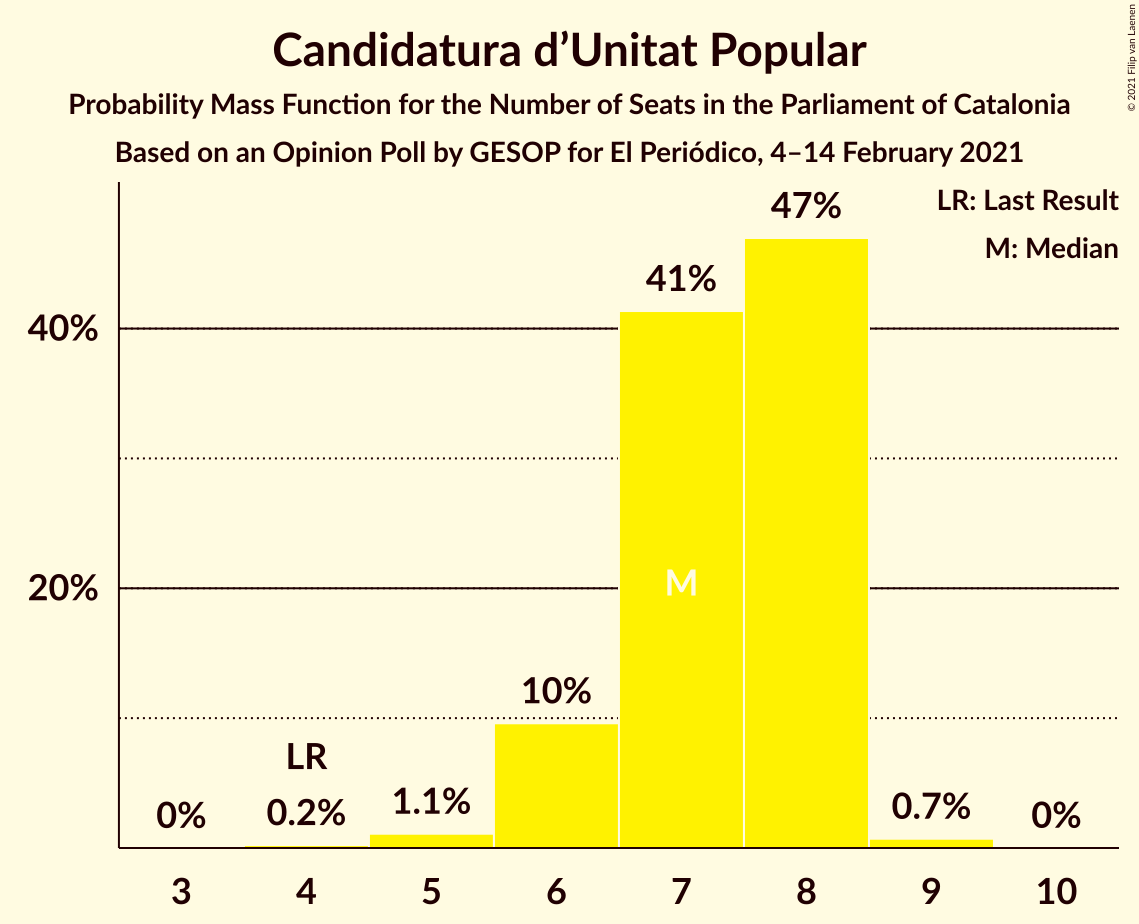 Candidatura d’Unitat Popular
Probability Mass Function for the Number of Seats in the Parliament of Catalonia
Based on an Opinion Poll by GESOP for El Periódico, 4–14 February 2021
© 2021 Filip van Laenen
LR: Last Result
M: Median
47%
41%
40%
M
20%
10%
LR
0%
0.2%
1.1%
0.7%
0%
3 4 5 6 7 8 9 10